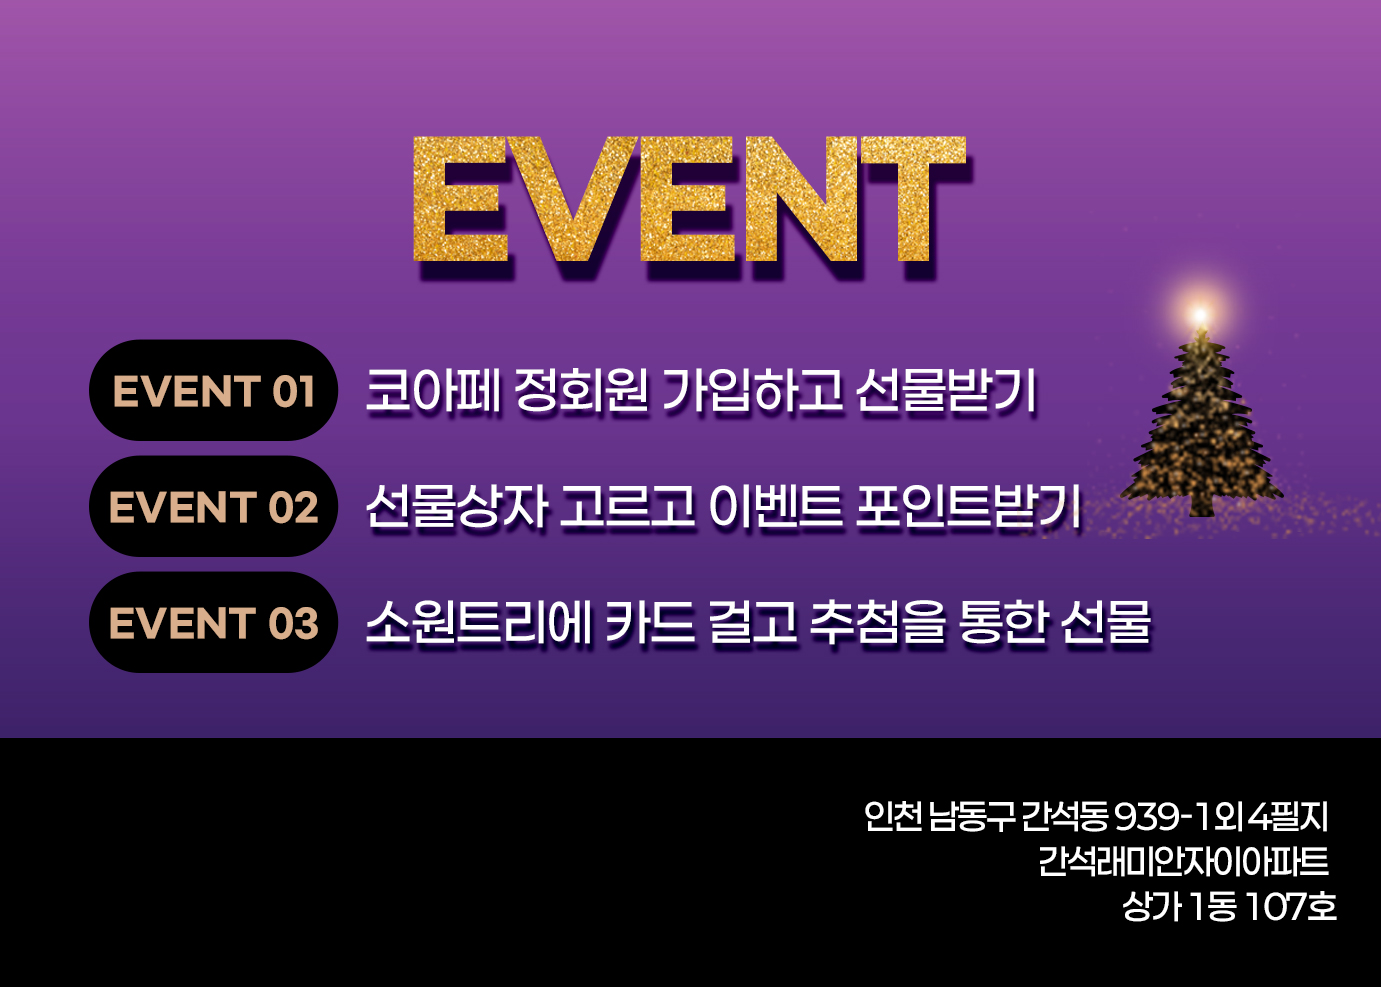 EVENT
EVENT 01 코아페 정회원 가입하고 선물받기
EVENT 02 선물상자 고르고 이벤트 포인트받기
EVENT 03 소원트리에 카드 걸고 추첨을 통한 선물
인천 남동구 간석동 939-1외 4필지
간석래미안자이아파트
상가 1동 107호